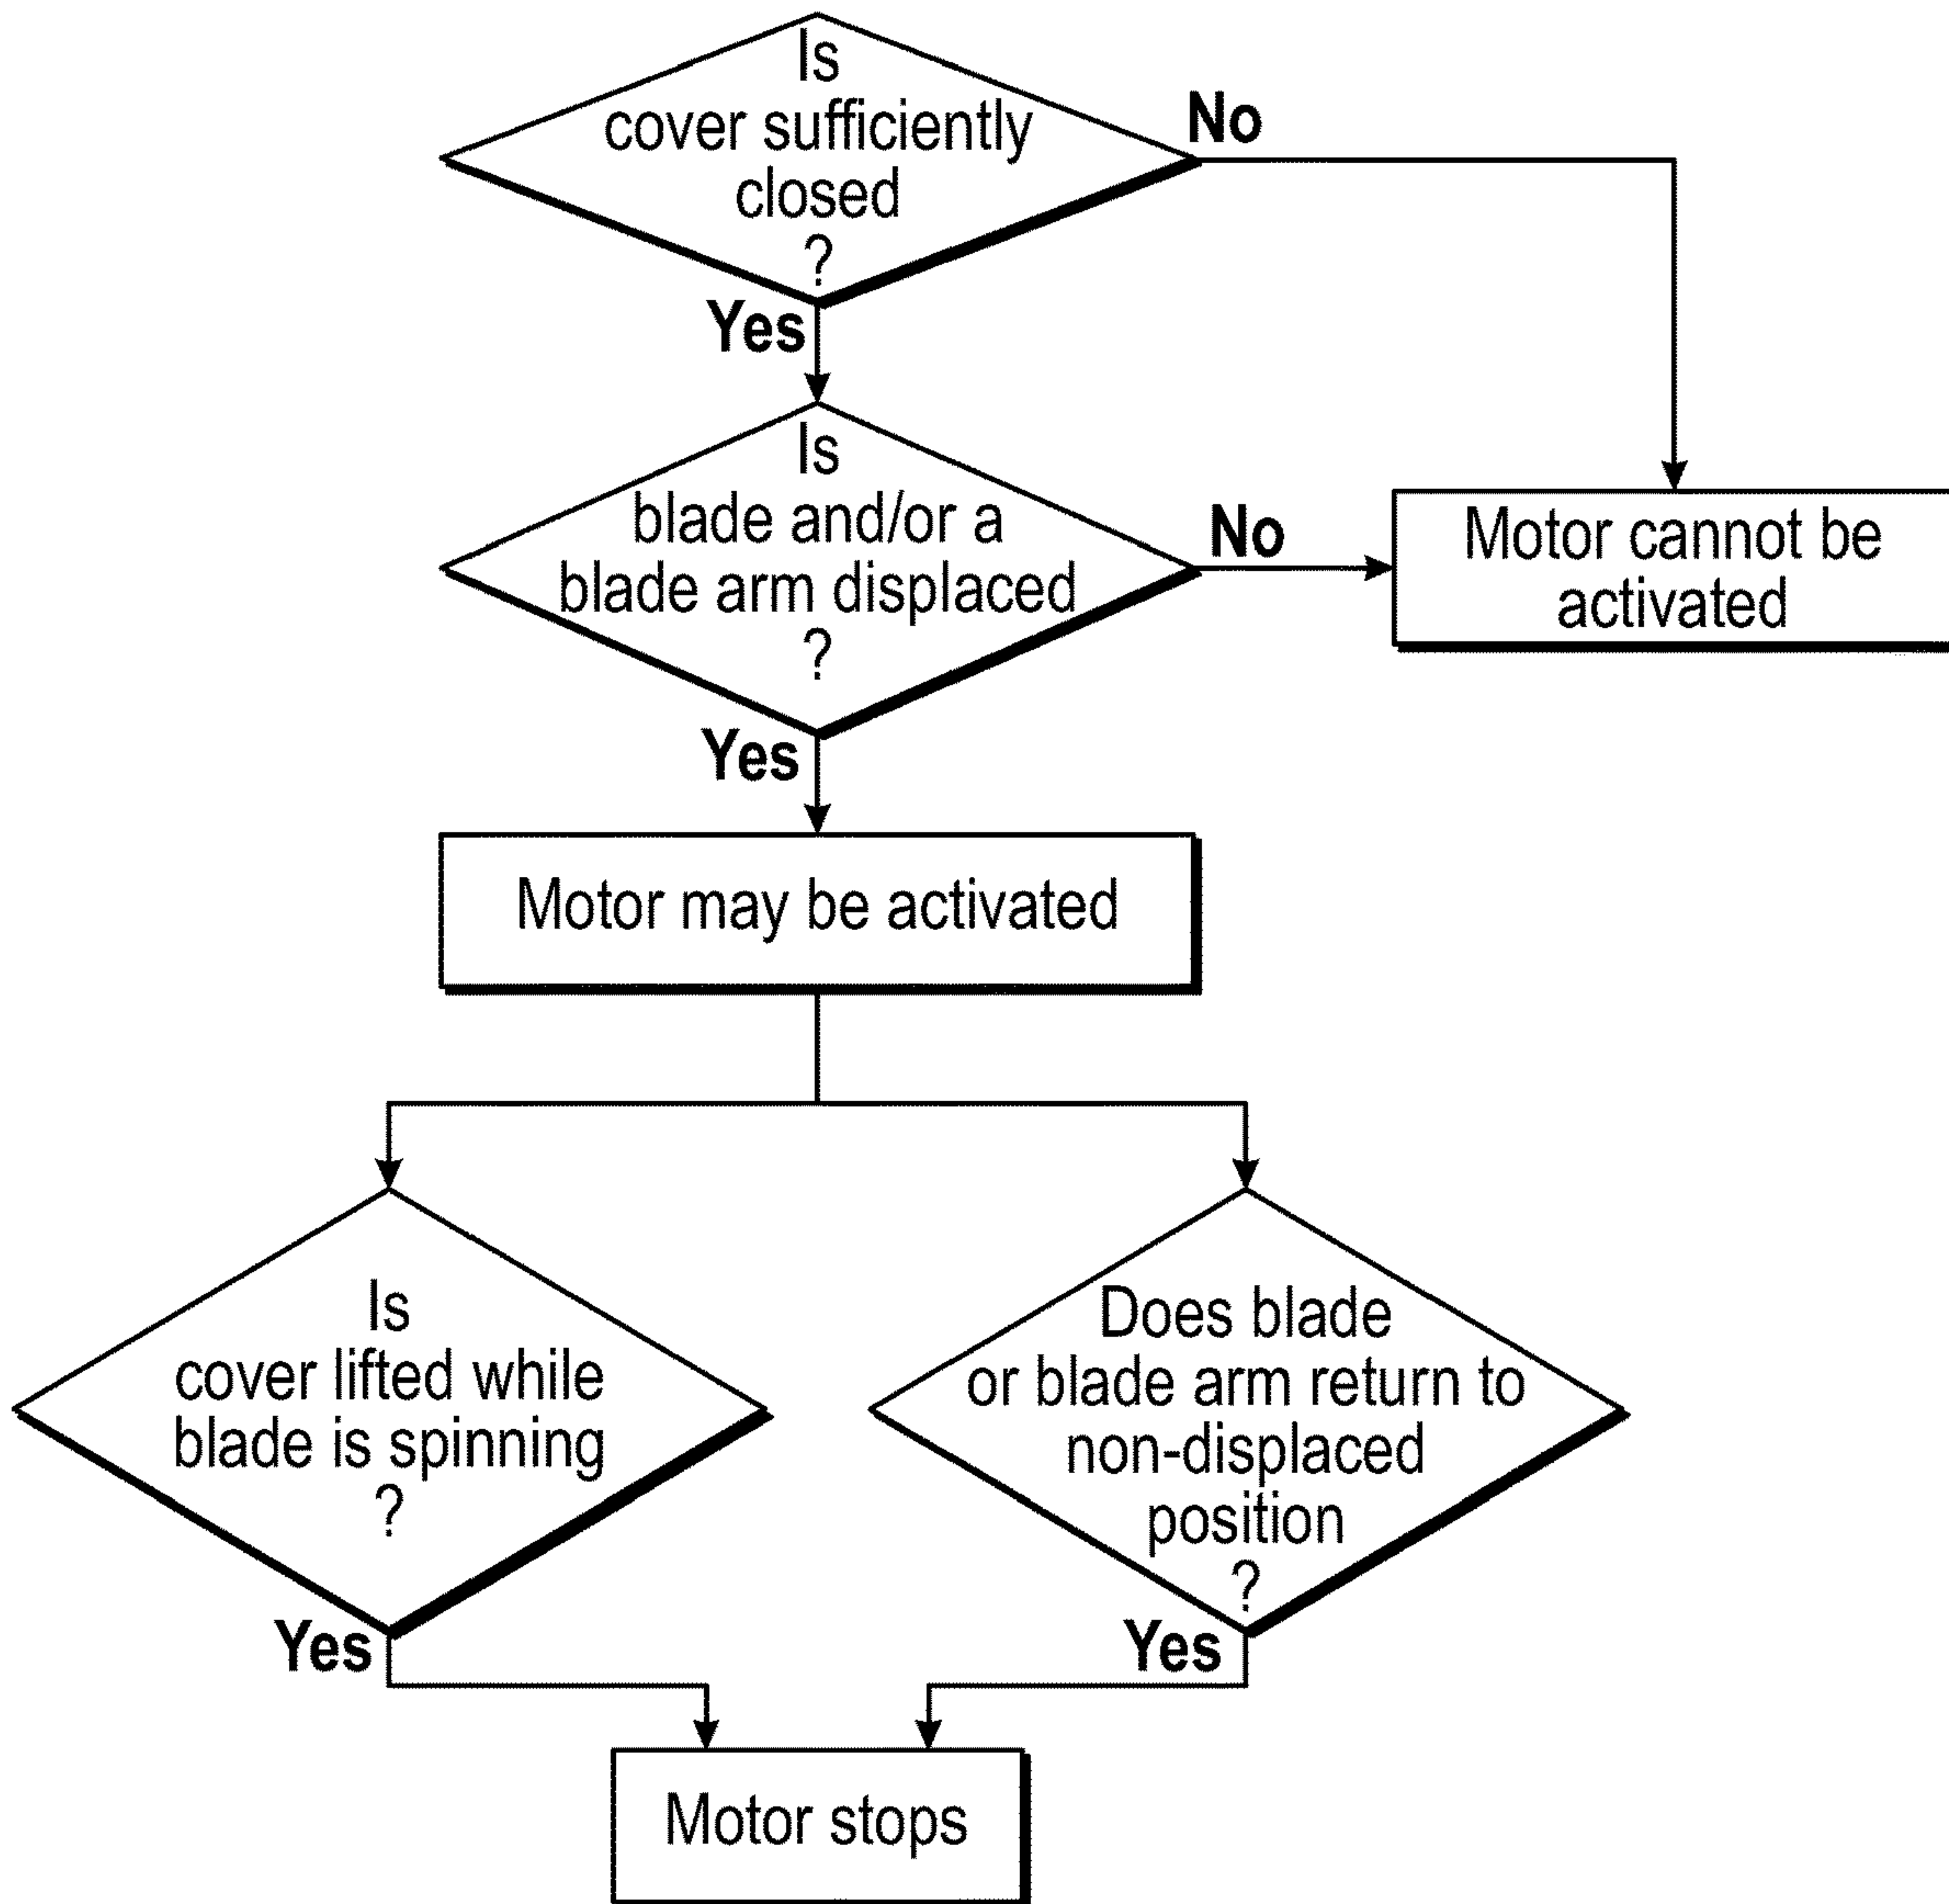 Is
cover sufficiently
closed
?
No
Yes
Is
blade and/or a
blade arm displaced
?
No
Motor cannot be
activated
Yes
Motor may be activated
Is
cover lifted while
blade is spinning
?
Does blade
or blade arm return to
non-displaced
position
?
Yes
Yes
Motor stops